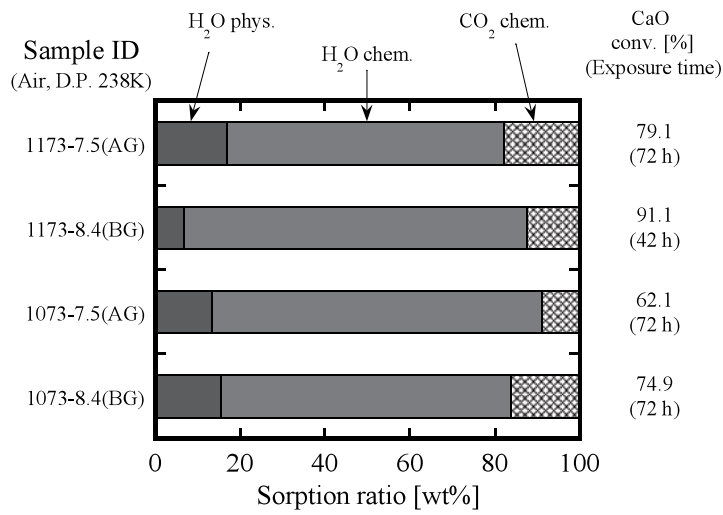 H₂O phys.
H₂O chem.
CO₂ chem.
CaO
conv. [%]
(Exposure time)
Sample ID
(Air, D.P. 238K)
1173-7.5(AG)
79.1
(72 h)
1173-8.4(BG)
91.1
(42 h)
1073-7.5(AG)
62.1
(72 h)
1073-8.4(BG)
74.9
(72 h)
0 20 40 60 80 100
Sorption ratio [wt%]